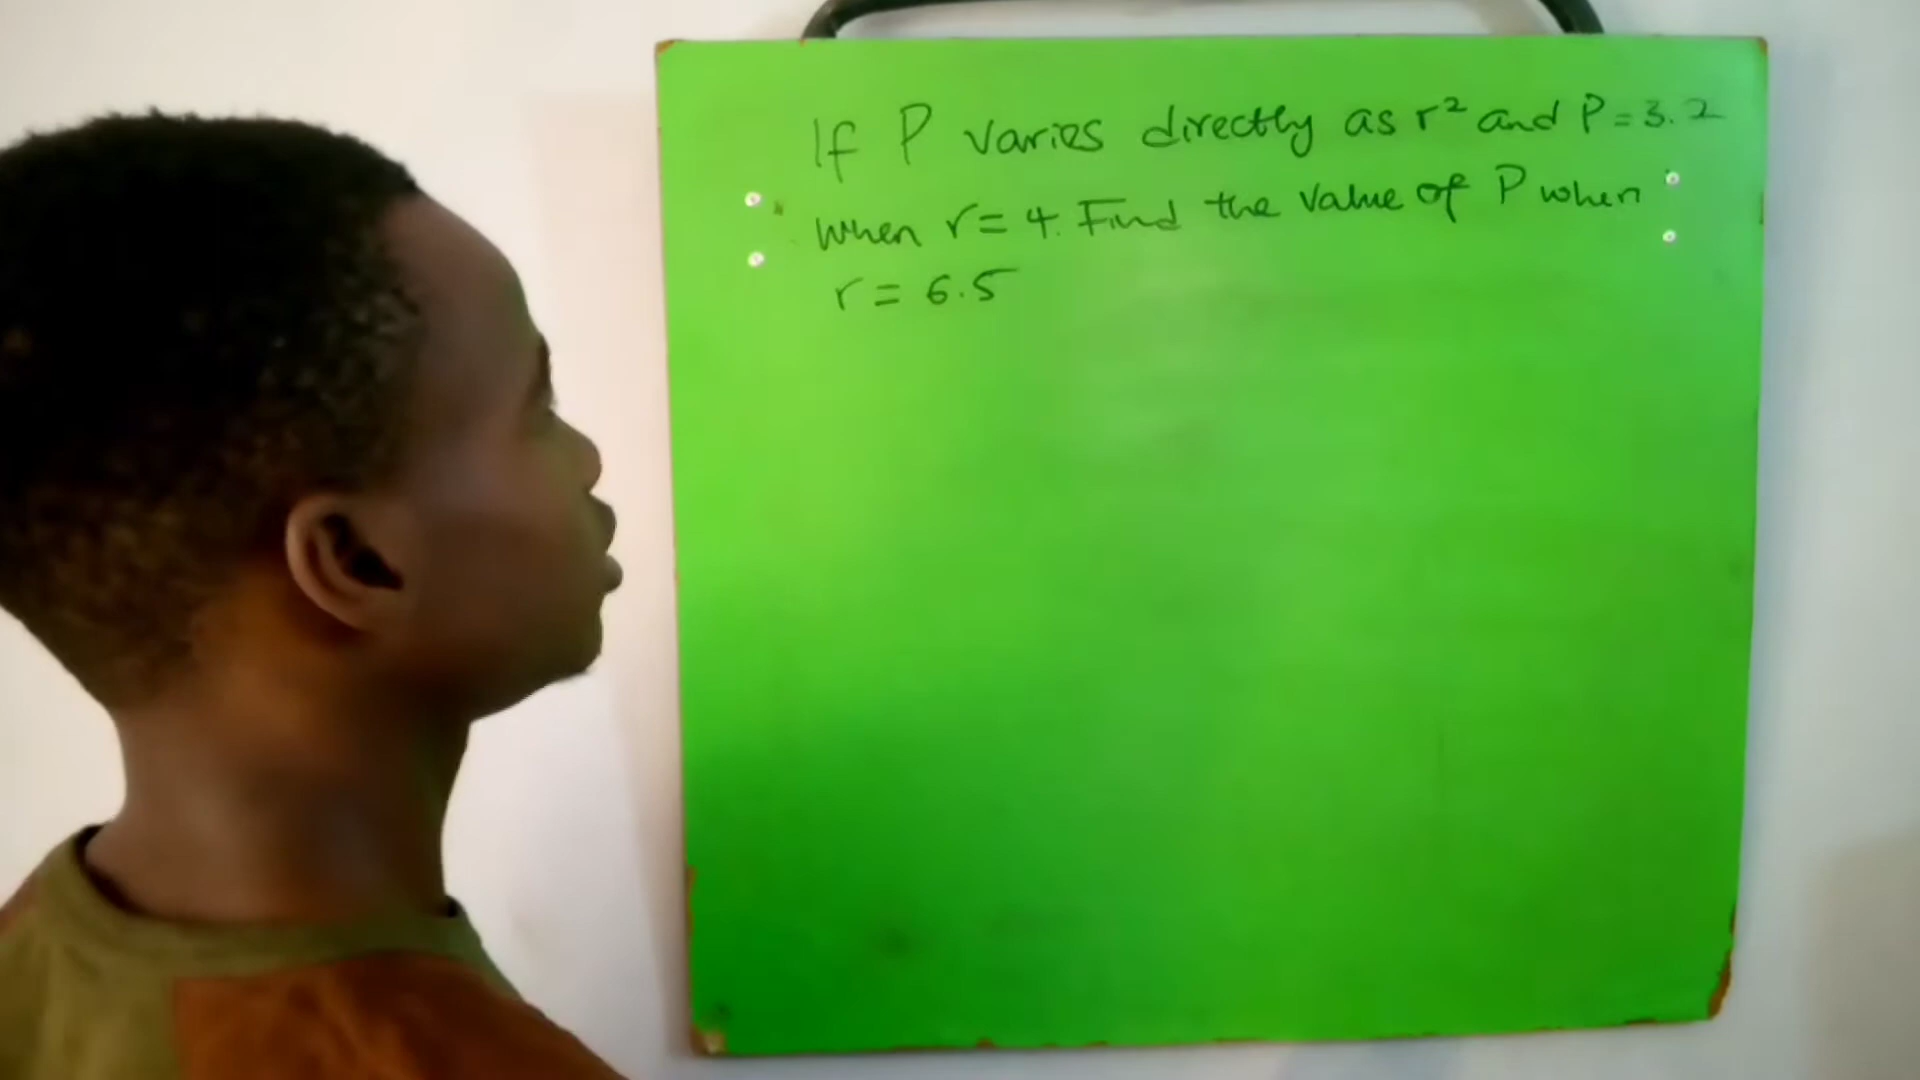 If P varies directly as r² and P = 3.2
when r = 4. Find the value of P when
r = 6.5